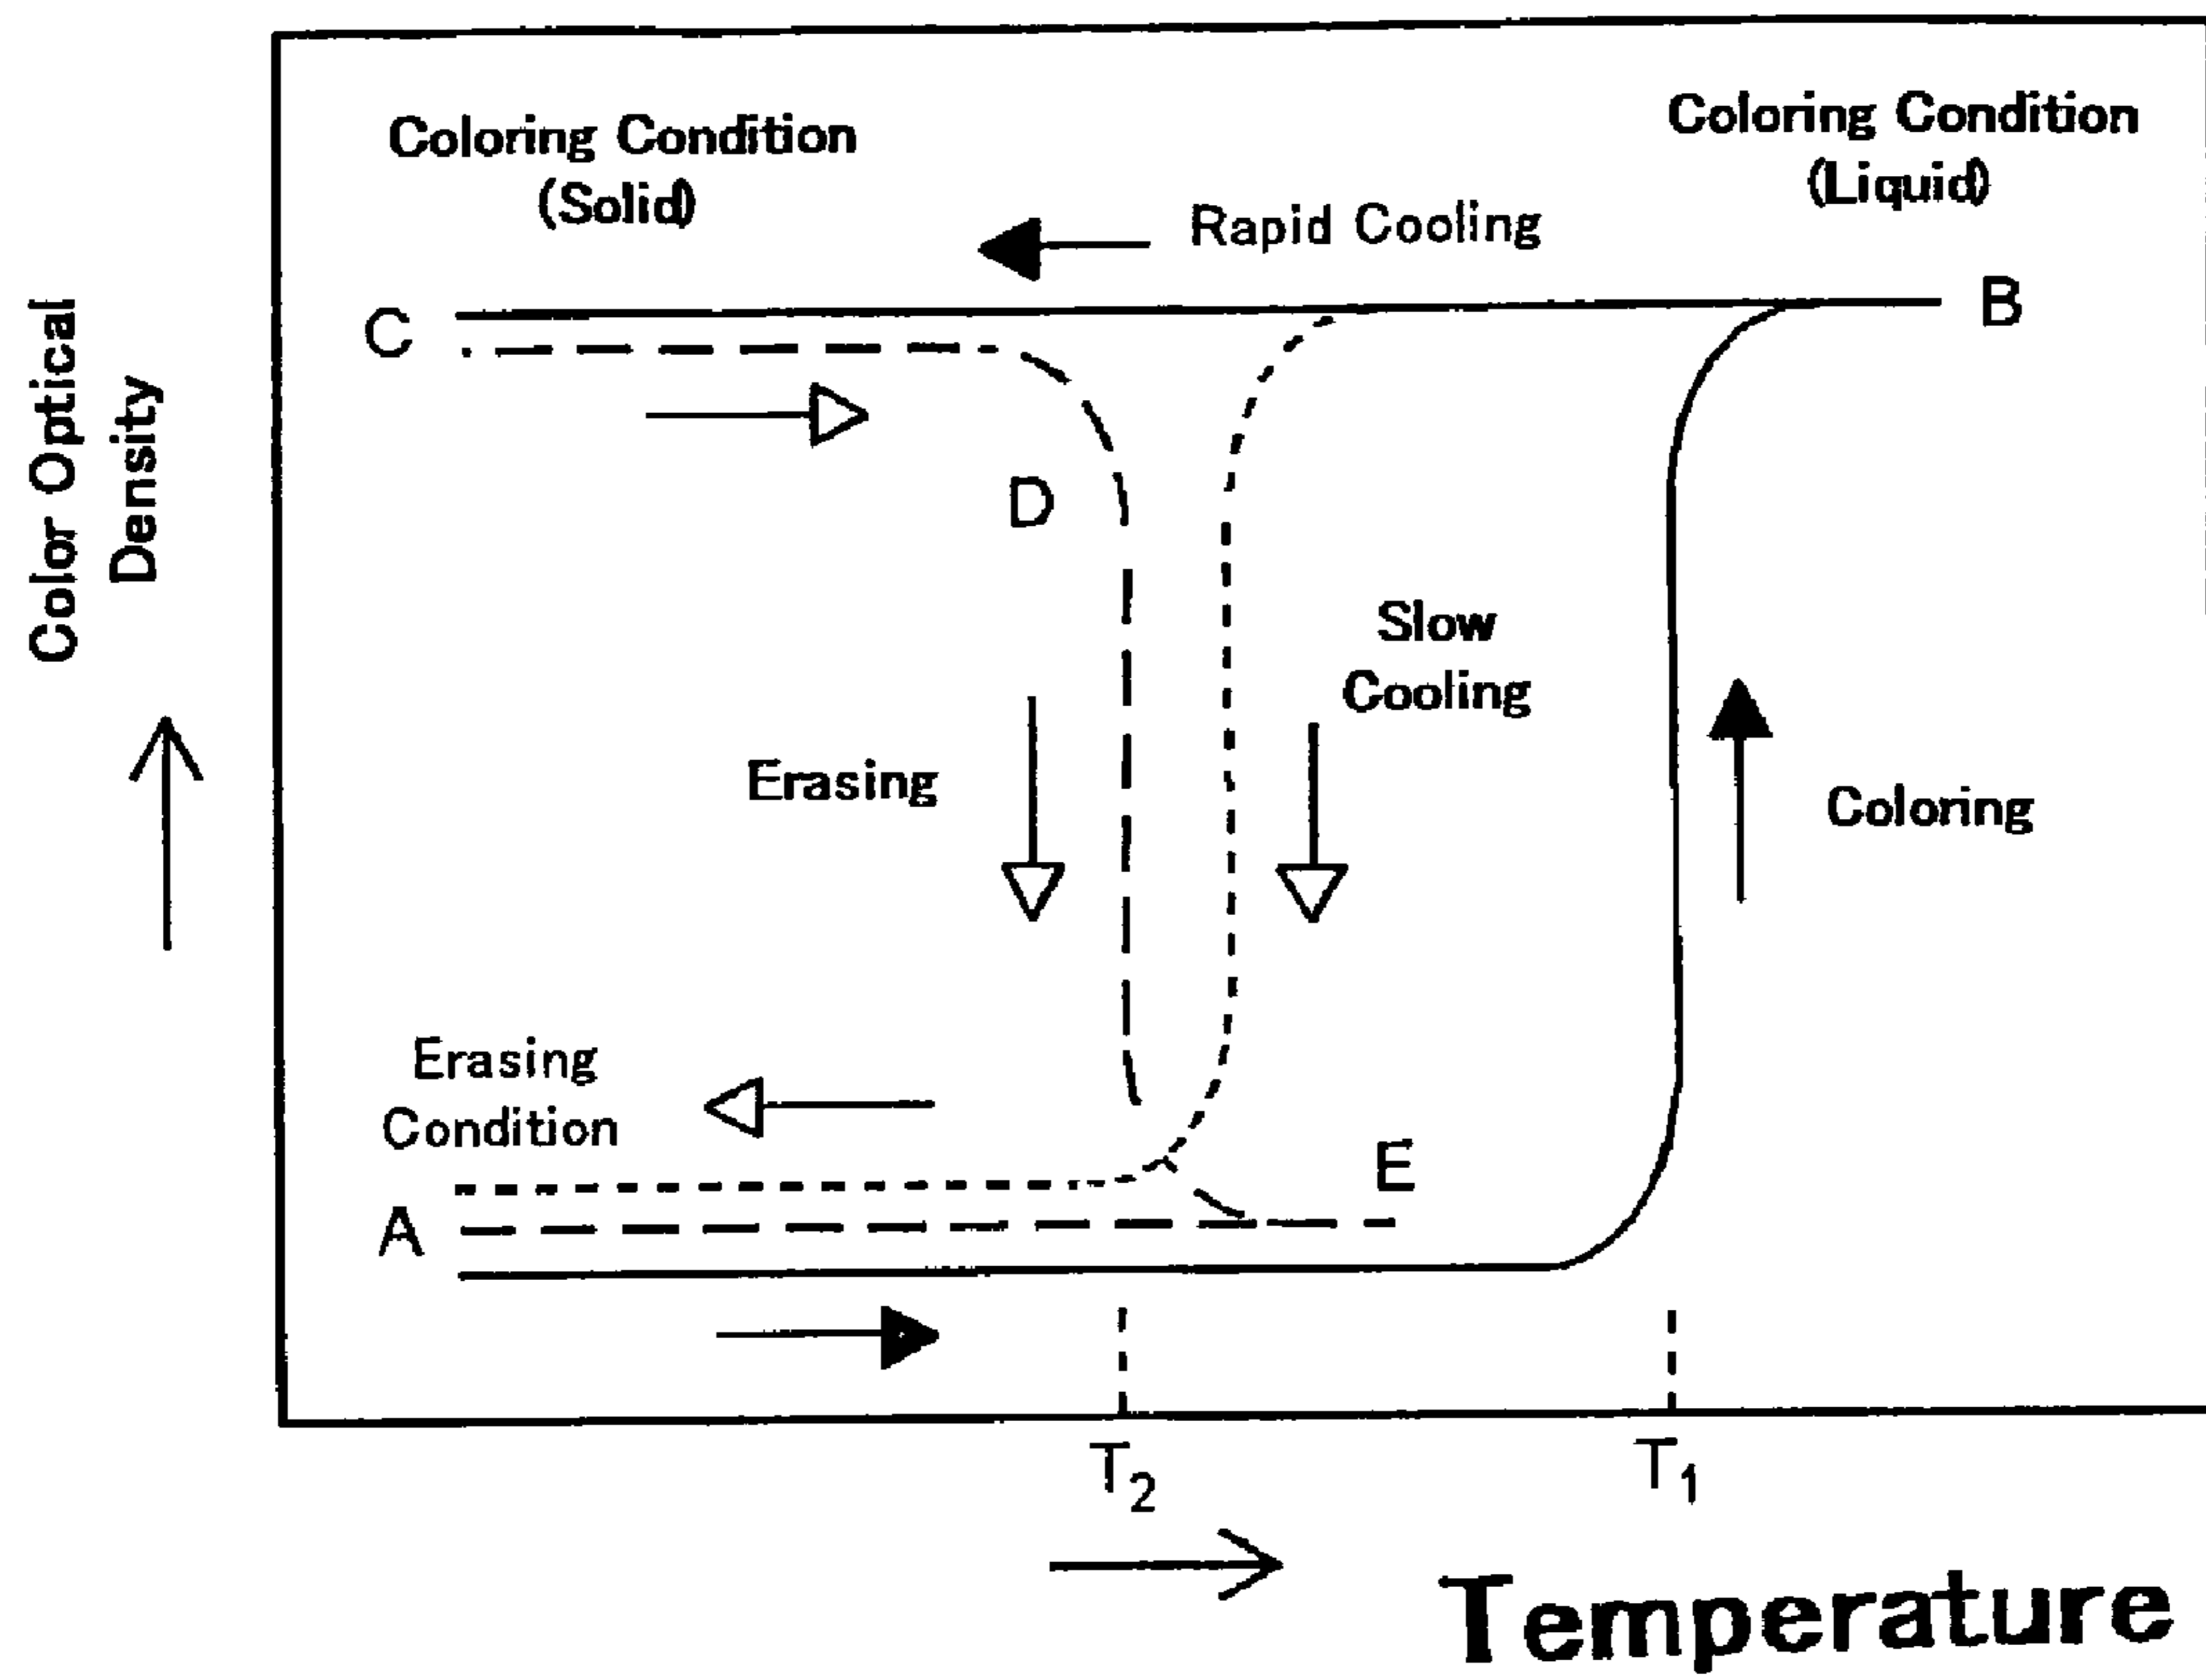 Coloring Condition
(Solid)
Coloring Condition
(Liquid)
Rapid Cooling
C
B
Color Optical
Density
D
Slow
Cooling
Erasing
Coloring
Erasing
Condition
E
A
T2
T1
Temperature